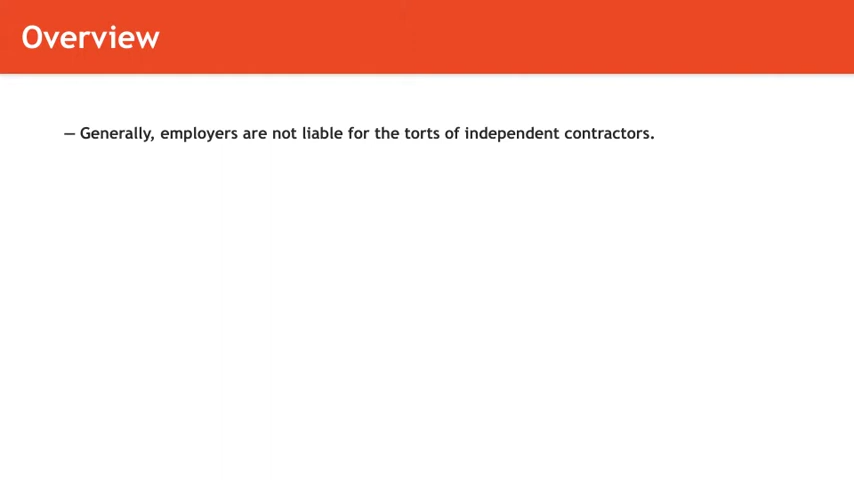 Overview
— Generally, employers are not liable for the torts of independent contractors.